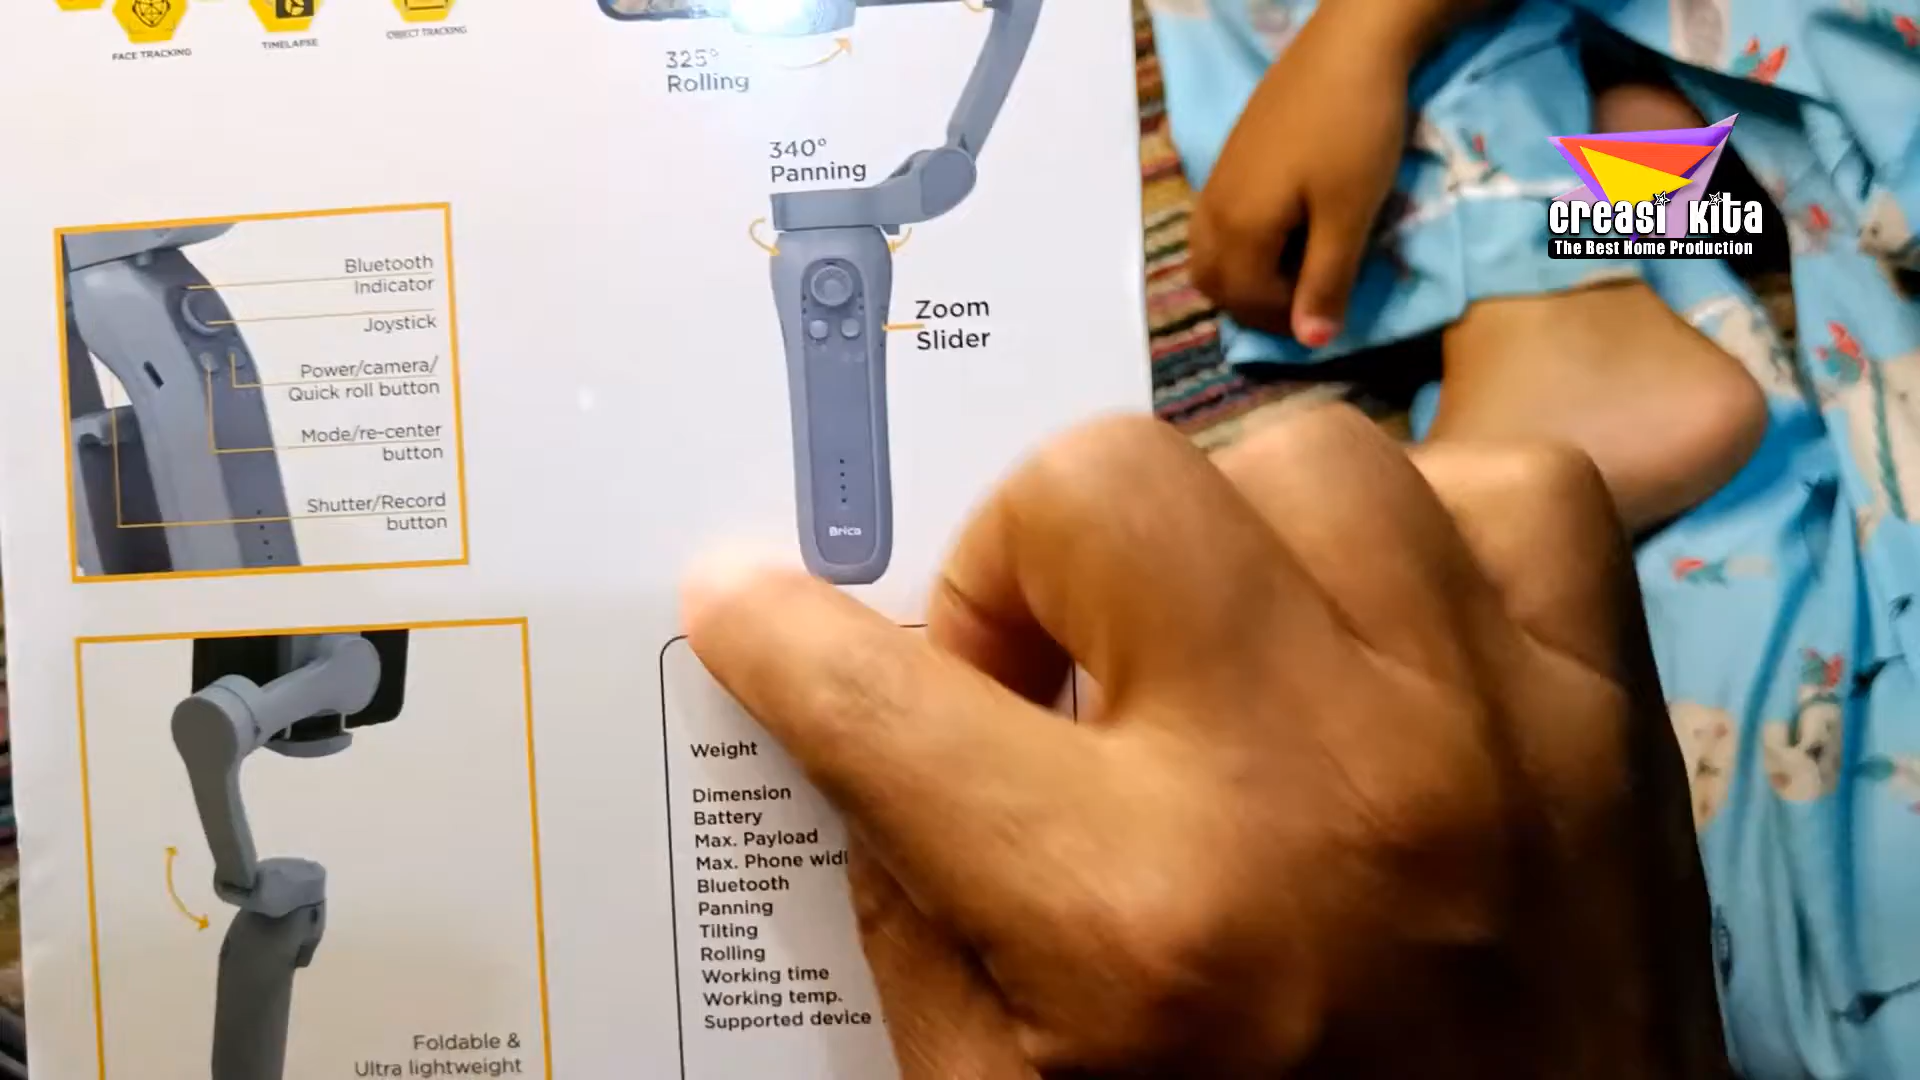 FACE TRACKING
TIMELAPSE
OBJECT TRACKING
325°
Rolling
340°
Panning
Zoom
Slider
Bluetooth
Indicator
Joystick
Power/camera/
Quick roll button
Mode/re-center
button
Shutter/Record
button
Brica
creasi kita
The Best Home Production
Weight
Dimension
Battery
Max. Payload
Max. Phone
Bluetooth
Panning
Tilting
Rolling
Working time
Working temp.
Supported device
Foldable &
Ultra lightweight